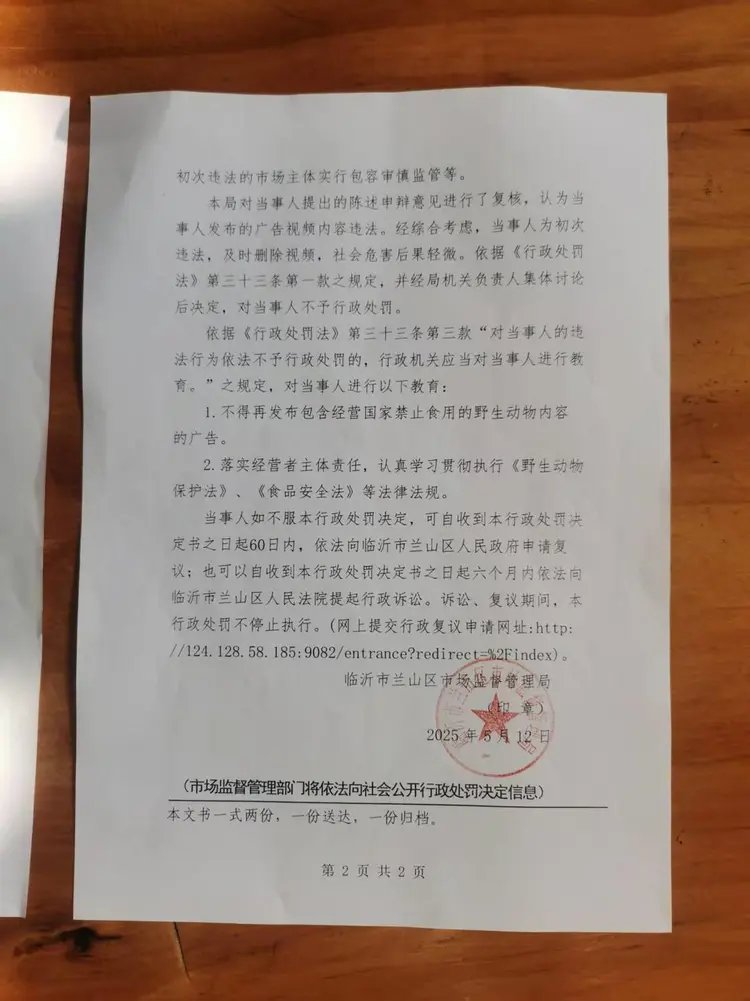 初次违法的市场主体实行包容审慎监管等。
本局对当事人提出的陈述申辩意见进行了复核，认为当
事人发布的广告视频内容违法。经综合考虑，当事人为初次
违法，及时删除视频，社会危害后果轻微。依据《行政处罚
法》第三十三条第一款之规定，并经局机关负责人集体讨论
后决定，对当事人不予行政处罚。
依据《行政处罚法》第三十三条第三款“对当事人的违
法行为依法不予行政处罚的，行政机关应当对当事人进行教
育。”之规定，对当事人进行以下教育：
1.不得再发布包含经营国家禁止食用的野生动物内容
的广告。
2.落实经营者主体责任，认真学习贯彻执行《野生动物
保护法》、《食品安全法》等法律法规。
当事人如不服本行政处罚决定，可自收到本行政处罚决
定书之日起60日内，依法向临沂市兰山区人民政府申请复
议；也可以自收到本行政处罚决定书之日起六个月内依法向
临沂市兰山区人民法院提起行政诉讼。诉讼、复议期间，本
行政处罚不停止执行。(网上提交行政复议申请网址:http:
//124.128.58.185:9082/entrance?redirect=%2Findex)。
临沂市兰山区市场监督管理局
（印 章）
2025 年 5 月 12 日
（市场监督管理部门将依法向社会公开行政处罚决定信息）
本文书一式两份，一份送达，一份归档。
第 2 页 共 2 页